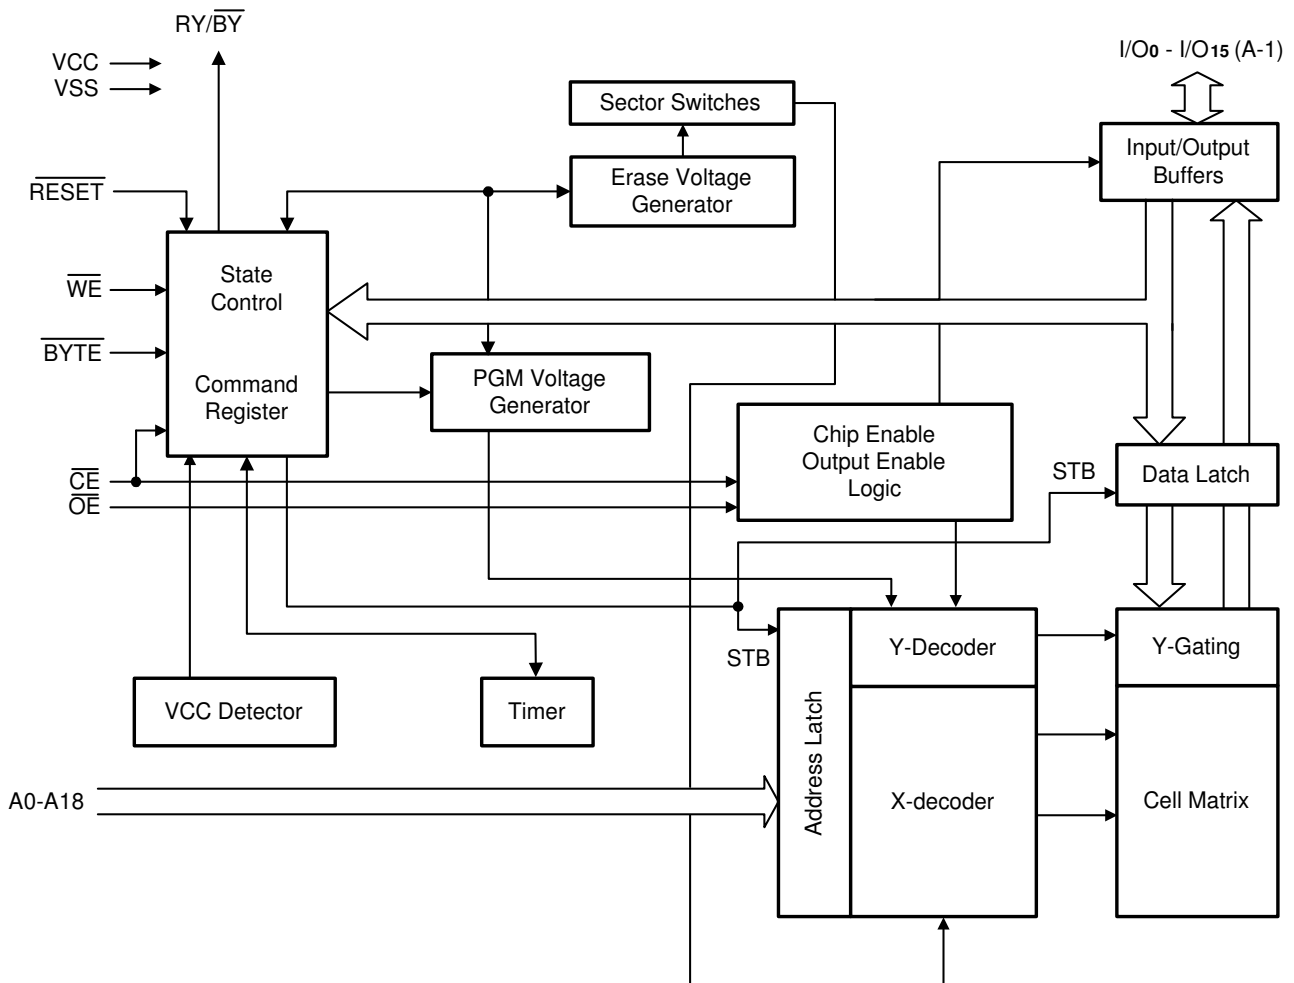 RY/BY
VCC
VSS
I/O0 - I/O15 (A-1)
Sector Switches
Input/Output
Buffers
RESET
Erase Voltage
Generator
State
Control
WE
BYTE
Command
Register
PGM Voltage
Generator
Chip Enable
Output Enable
Logic
CE
OE
STB
Data Latch
STB
Y-Decoder
Y-Gating
VCC Detector
Timer
Address Latch
A0-A18
X-decoder
Cell Matrix